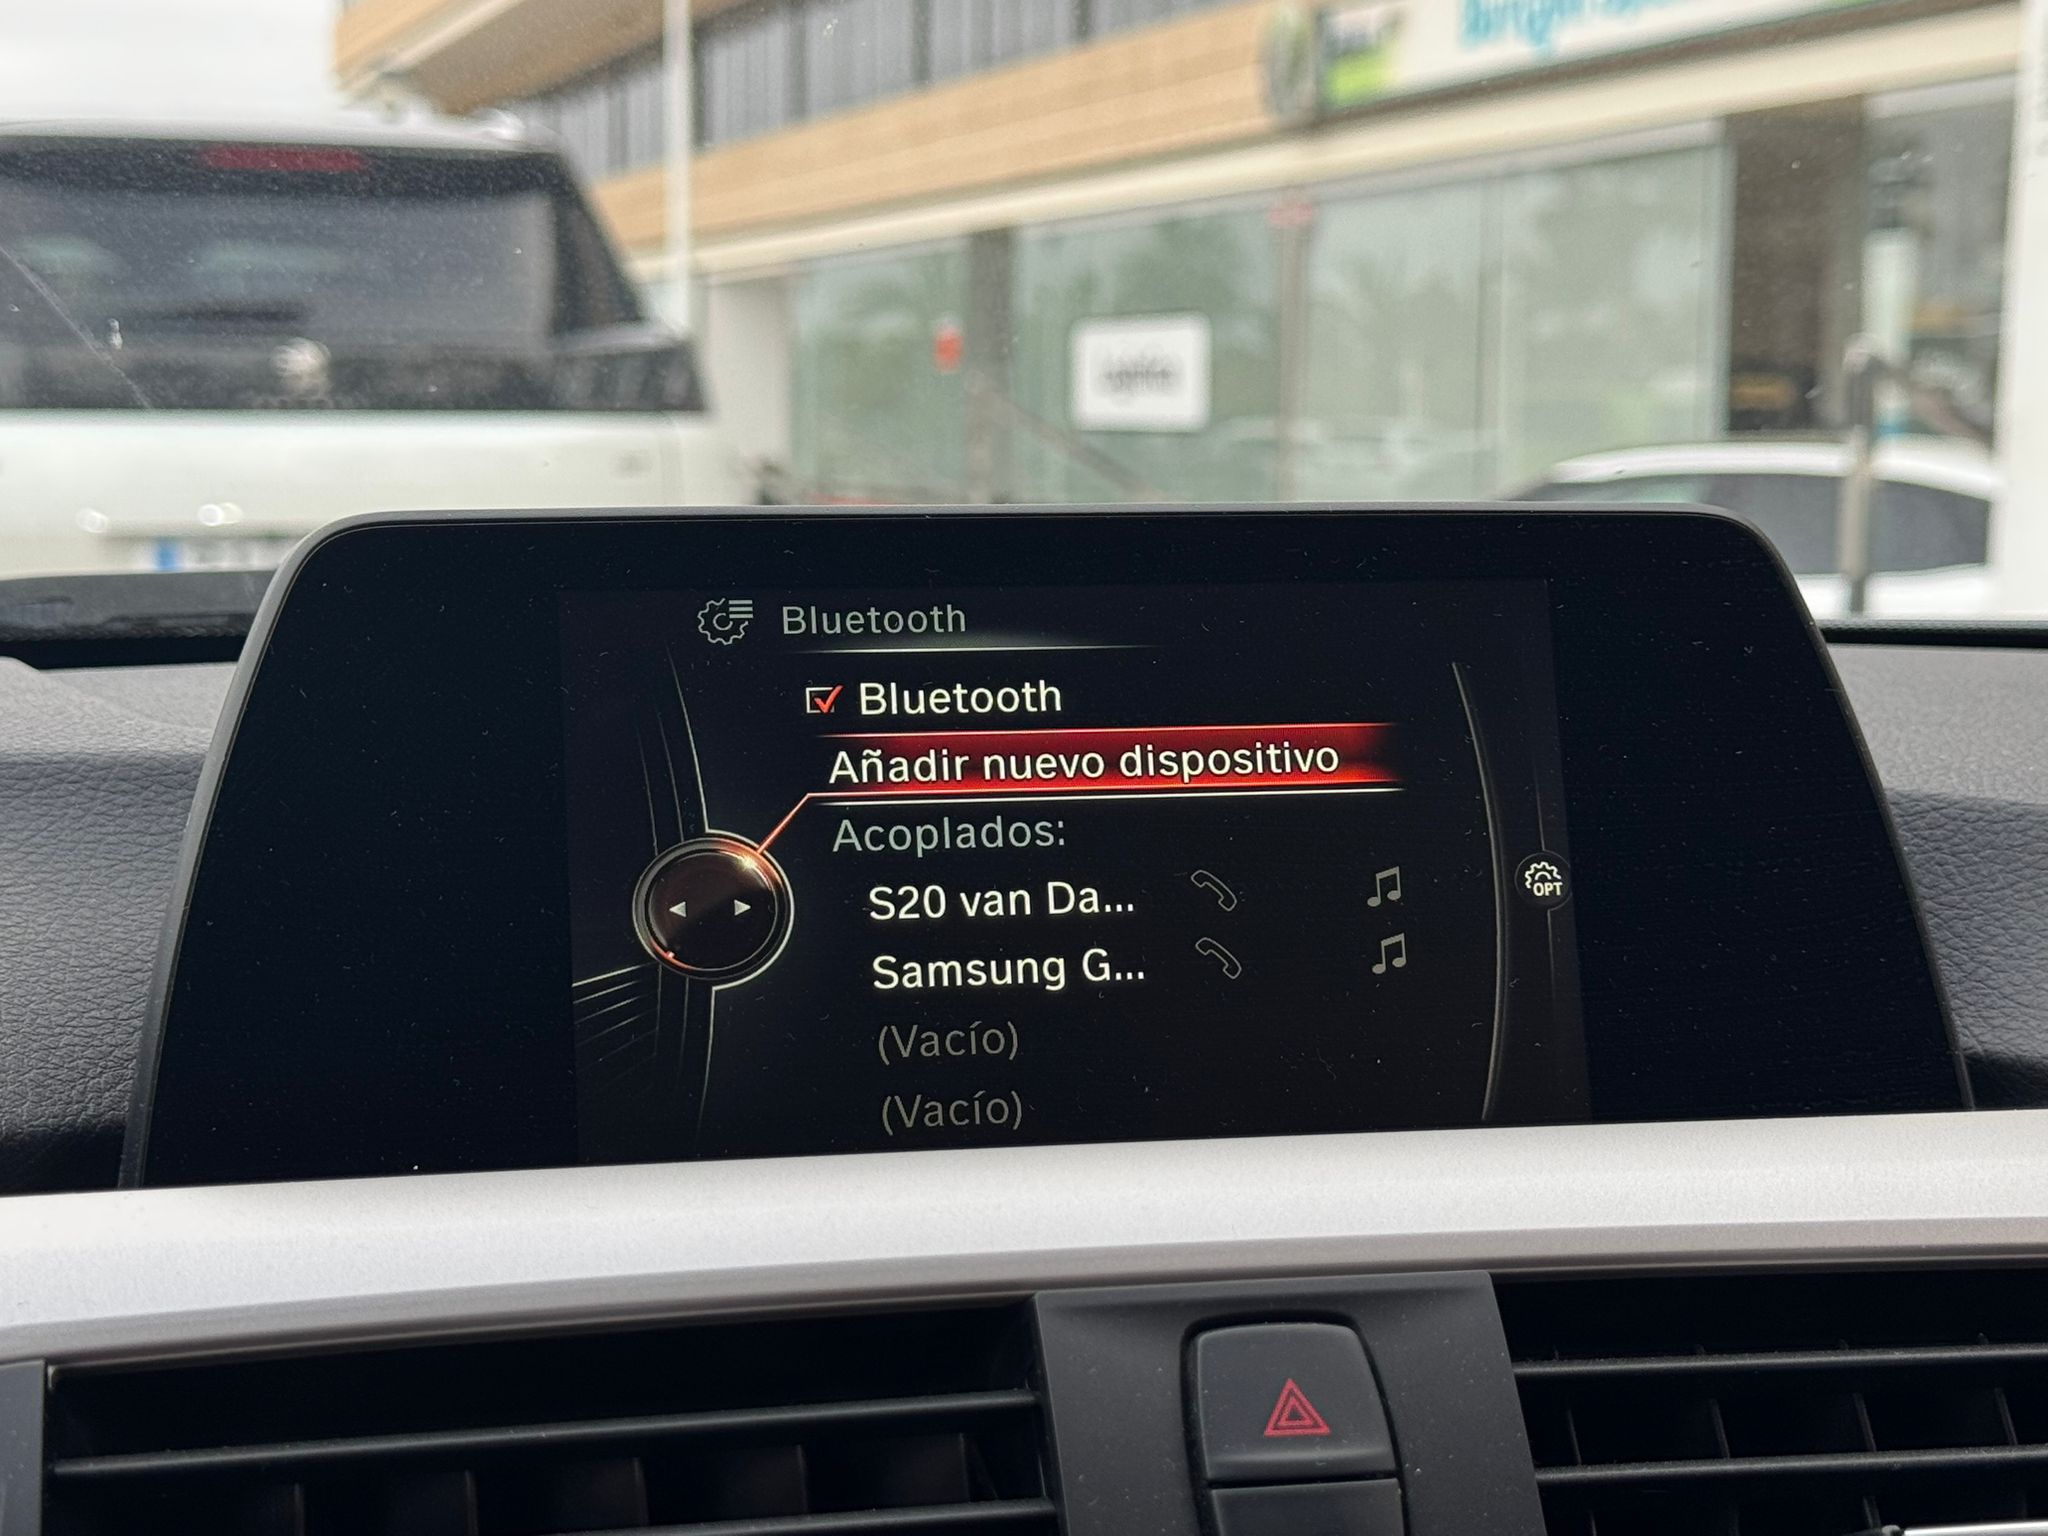 Bluetooth
Bluetooth
Añadir nuevo dispositivo
Acoplados:
S20 van Da...
Samsung G...
OPT
(Vacío)
(Vacío)